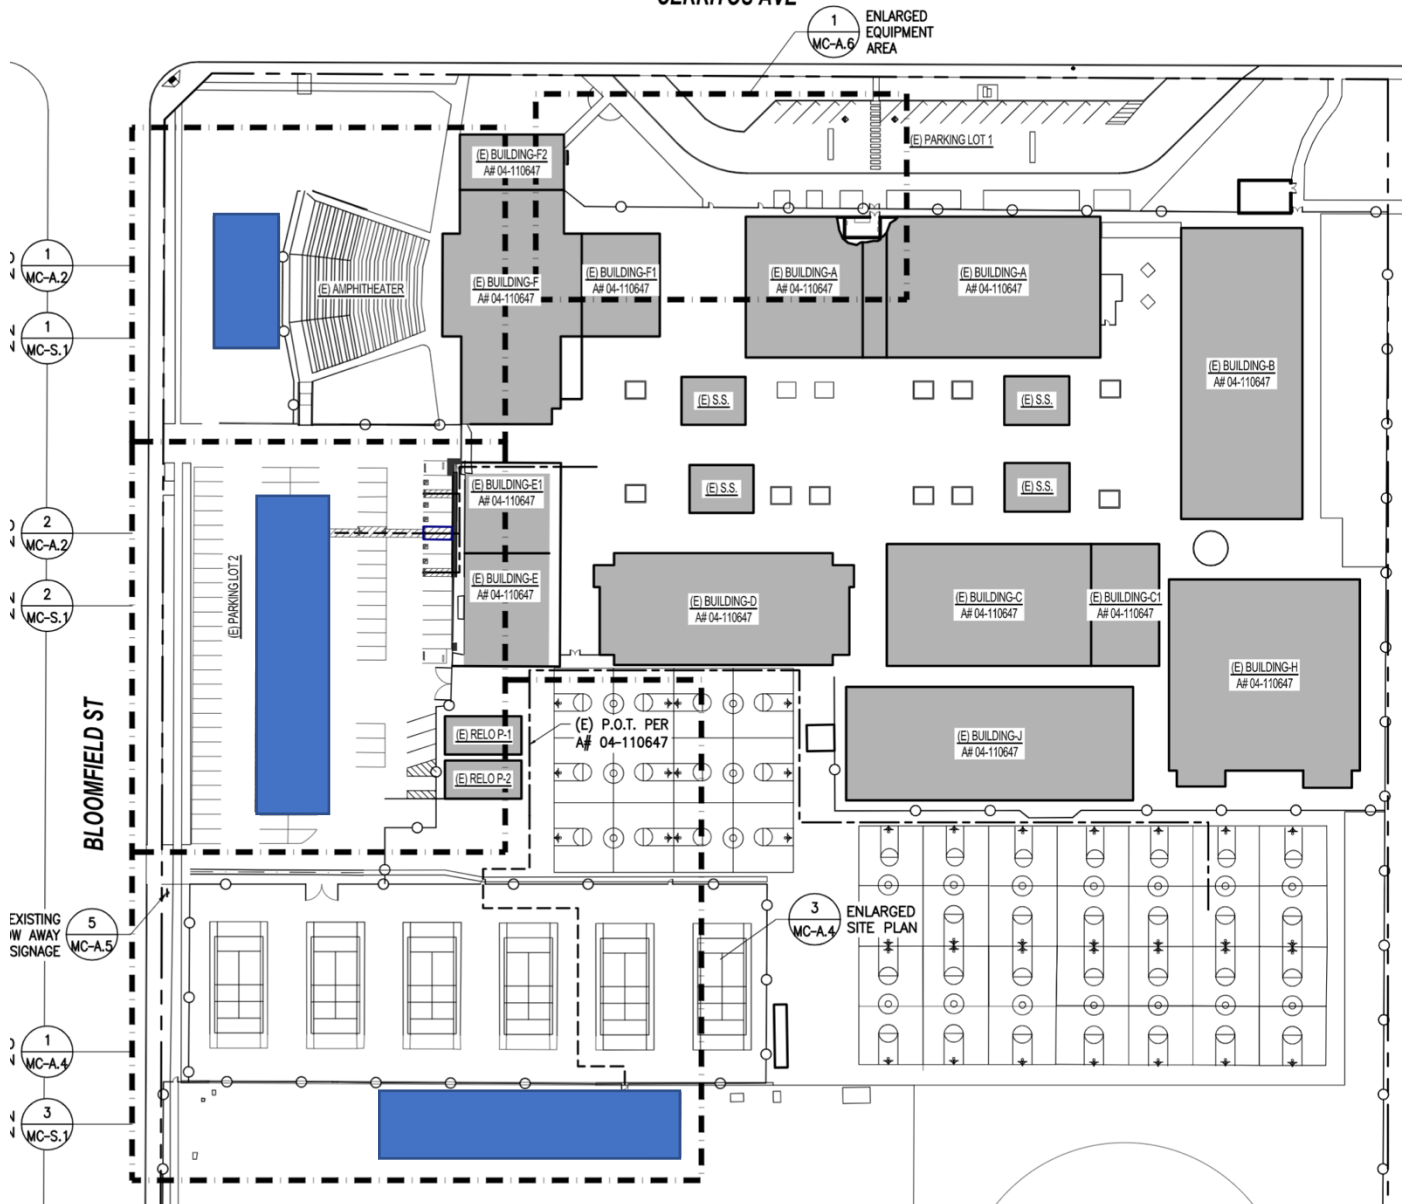 1
MC-A.6
ENLARGED
EQUIPMENT
AREA
(E) PARKING LOT 1
(E) BUILDING-F2
A# 04-110647
1
MC-A.2
(E) AMPHITHEATER
(E) BUILDING-F
A# 04-110647
(E) BUILDING-F1
A# 04-110647
(E) BUILDING-A
A# 04-110647
(E) BUILDING-A
A# 04-110647
1
MC-S.1
(E) BUILDING-B
A# 04-110647
(E) S.S.
(E) S.S.
(E) S.S.
(E) S.S.
(E) BUILDING-E1
A# 04-110647
2
MC-A.2
(E) PARKING LOT 2
(E) BUILDING-E
A# 04-110647
2
MC-S.1
(E) BUILDING-D
A# 04-110647
(E) BUILDING-C
A# 04-110647
(E) BUILDING-C1
A# 04-110647
(E) BUILDING-H
A# 04-110647
BLOOMFIELD ST
(E) RELO P-1
(E) RELO P-2
(E) P.O.T. PER
A# 04-110647
(E) BUILDING-J
A# 04-110647
EXISTING
AWAY
SIGNAGE
5
MC-A.5
3
MC-A.4
ENLARGED
SITE PLAN
1
MC-A.4
3
MC-S.1